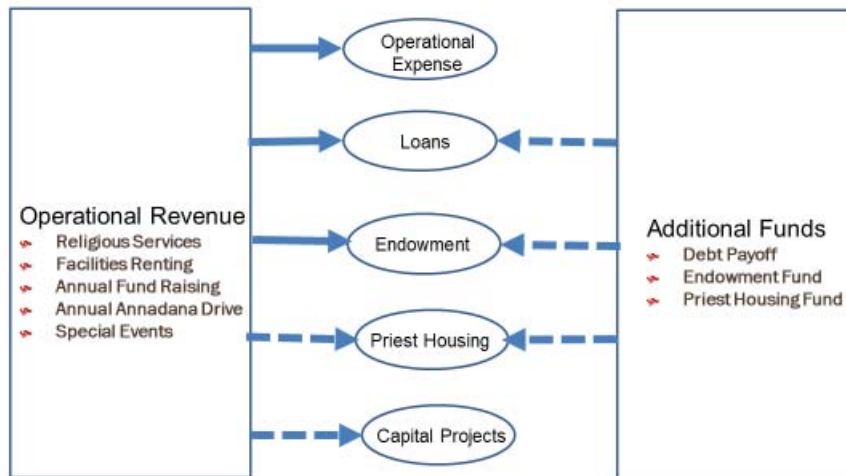 Operational
Expense
Loans
Operational Revenue
Religious Services
Facilities Renting
Annual Fund Raising
Annual Annadana Drive
Special Events
Endowment
Priest Housing
Capital Projects
Additional Funds
Debt Payoff
Endowment Fund
Priest Housing Fund